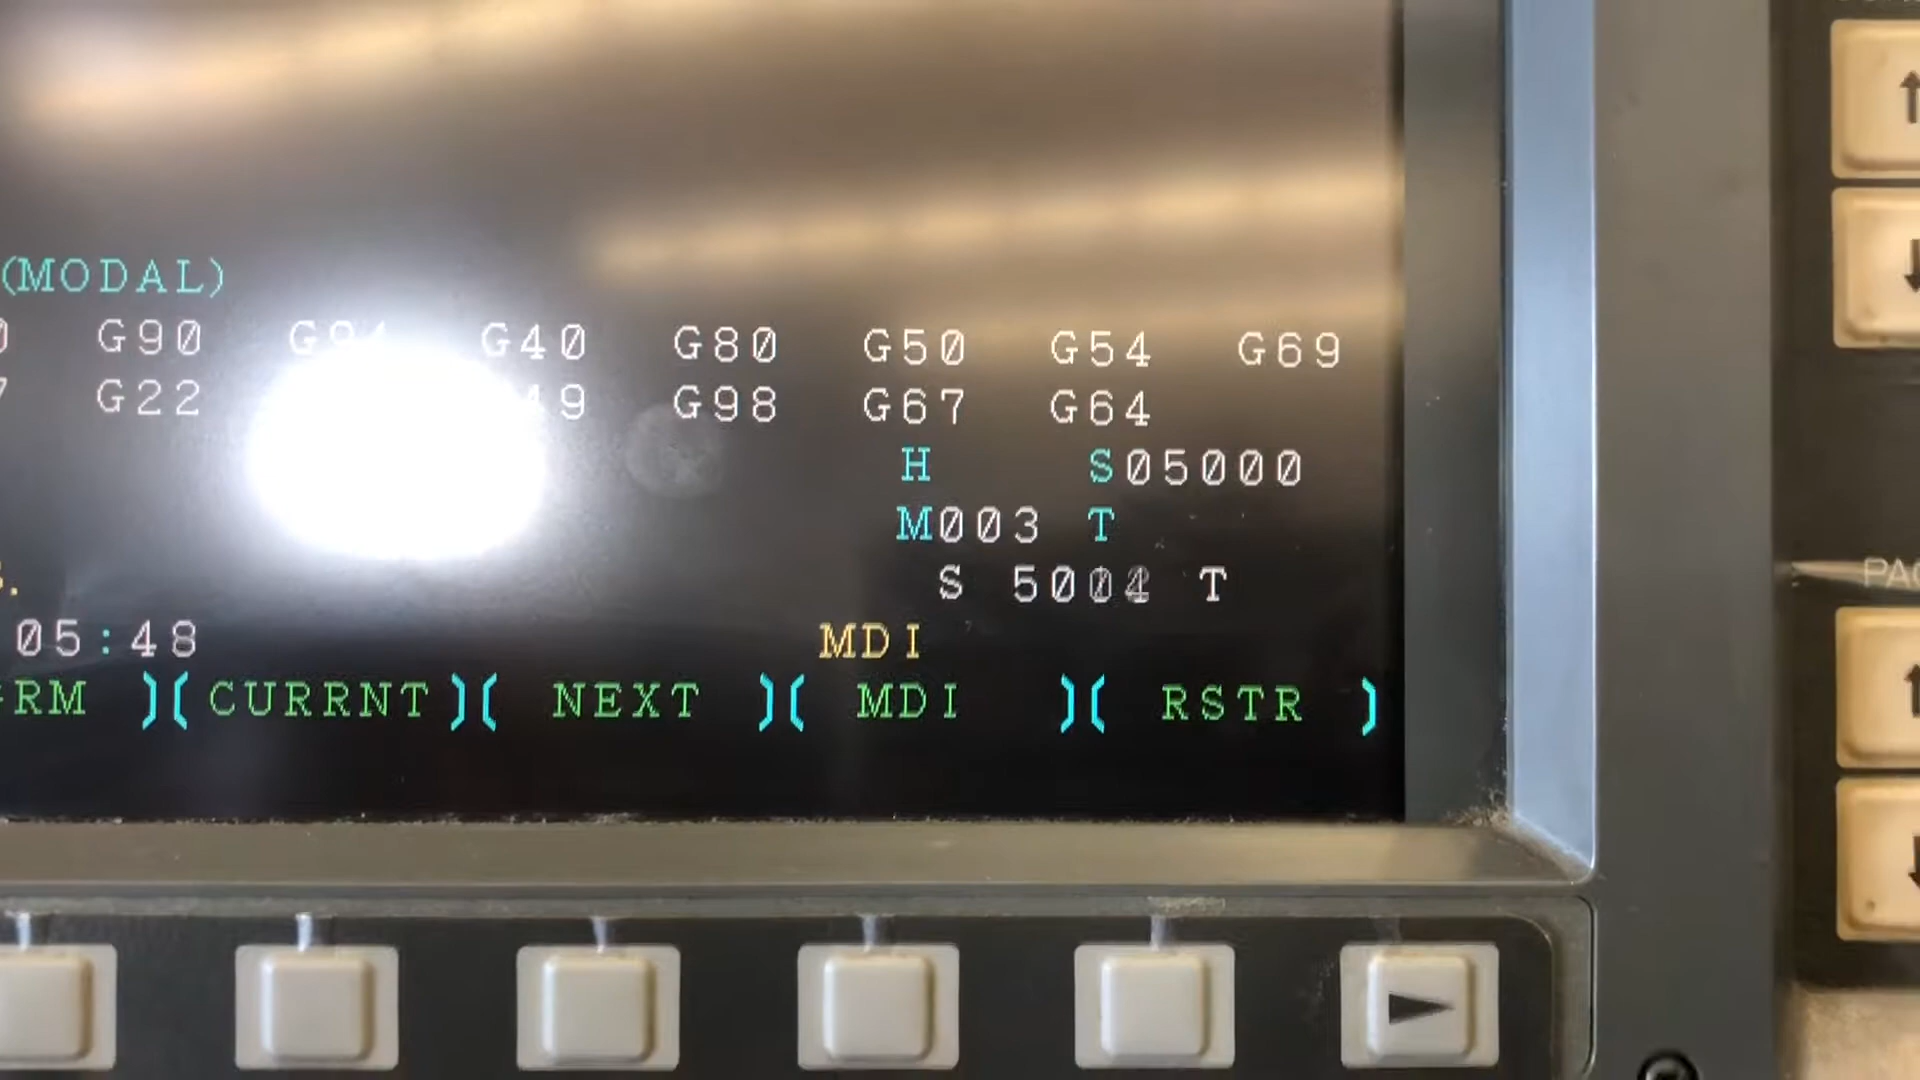 (MODAL)
G90 G94 G40 G80 G50 G54 G69
G22 G98 G67 G64
H S05000
M003 T
S T
05:48 MDI
)( CURRNT )( NEXT )( MDI )( RSTR )